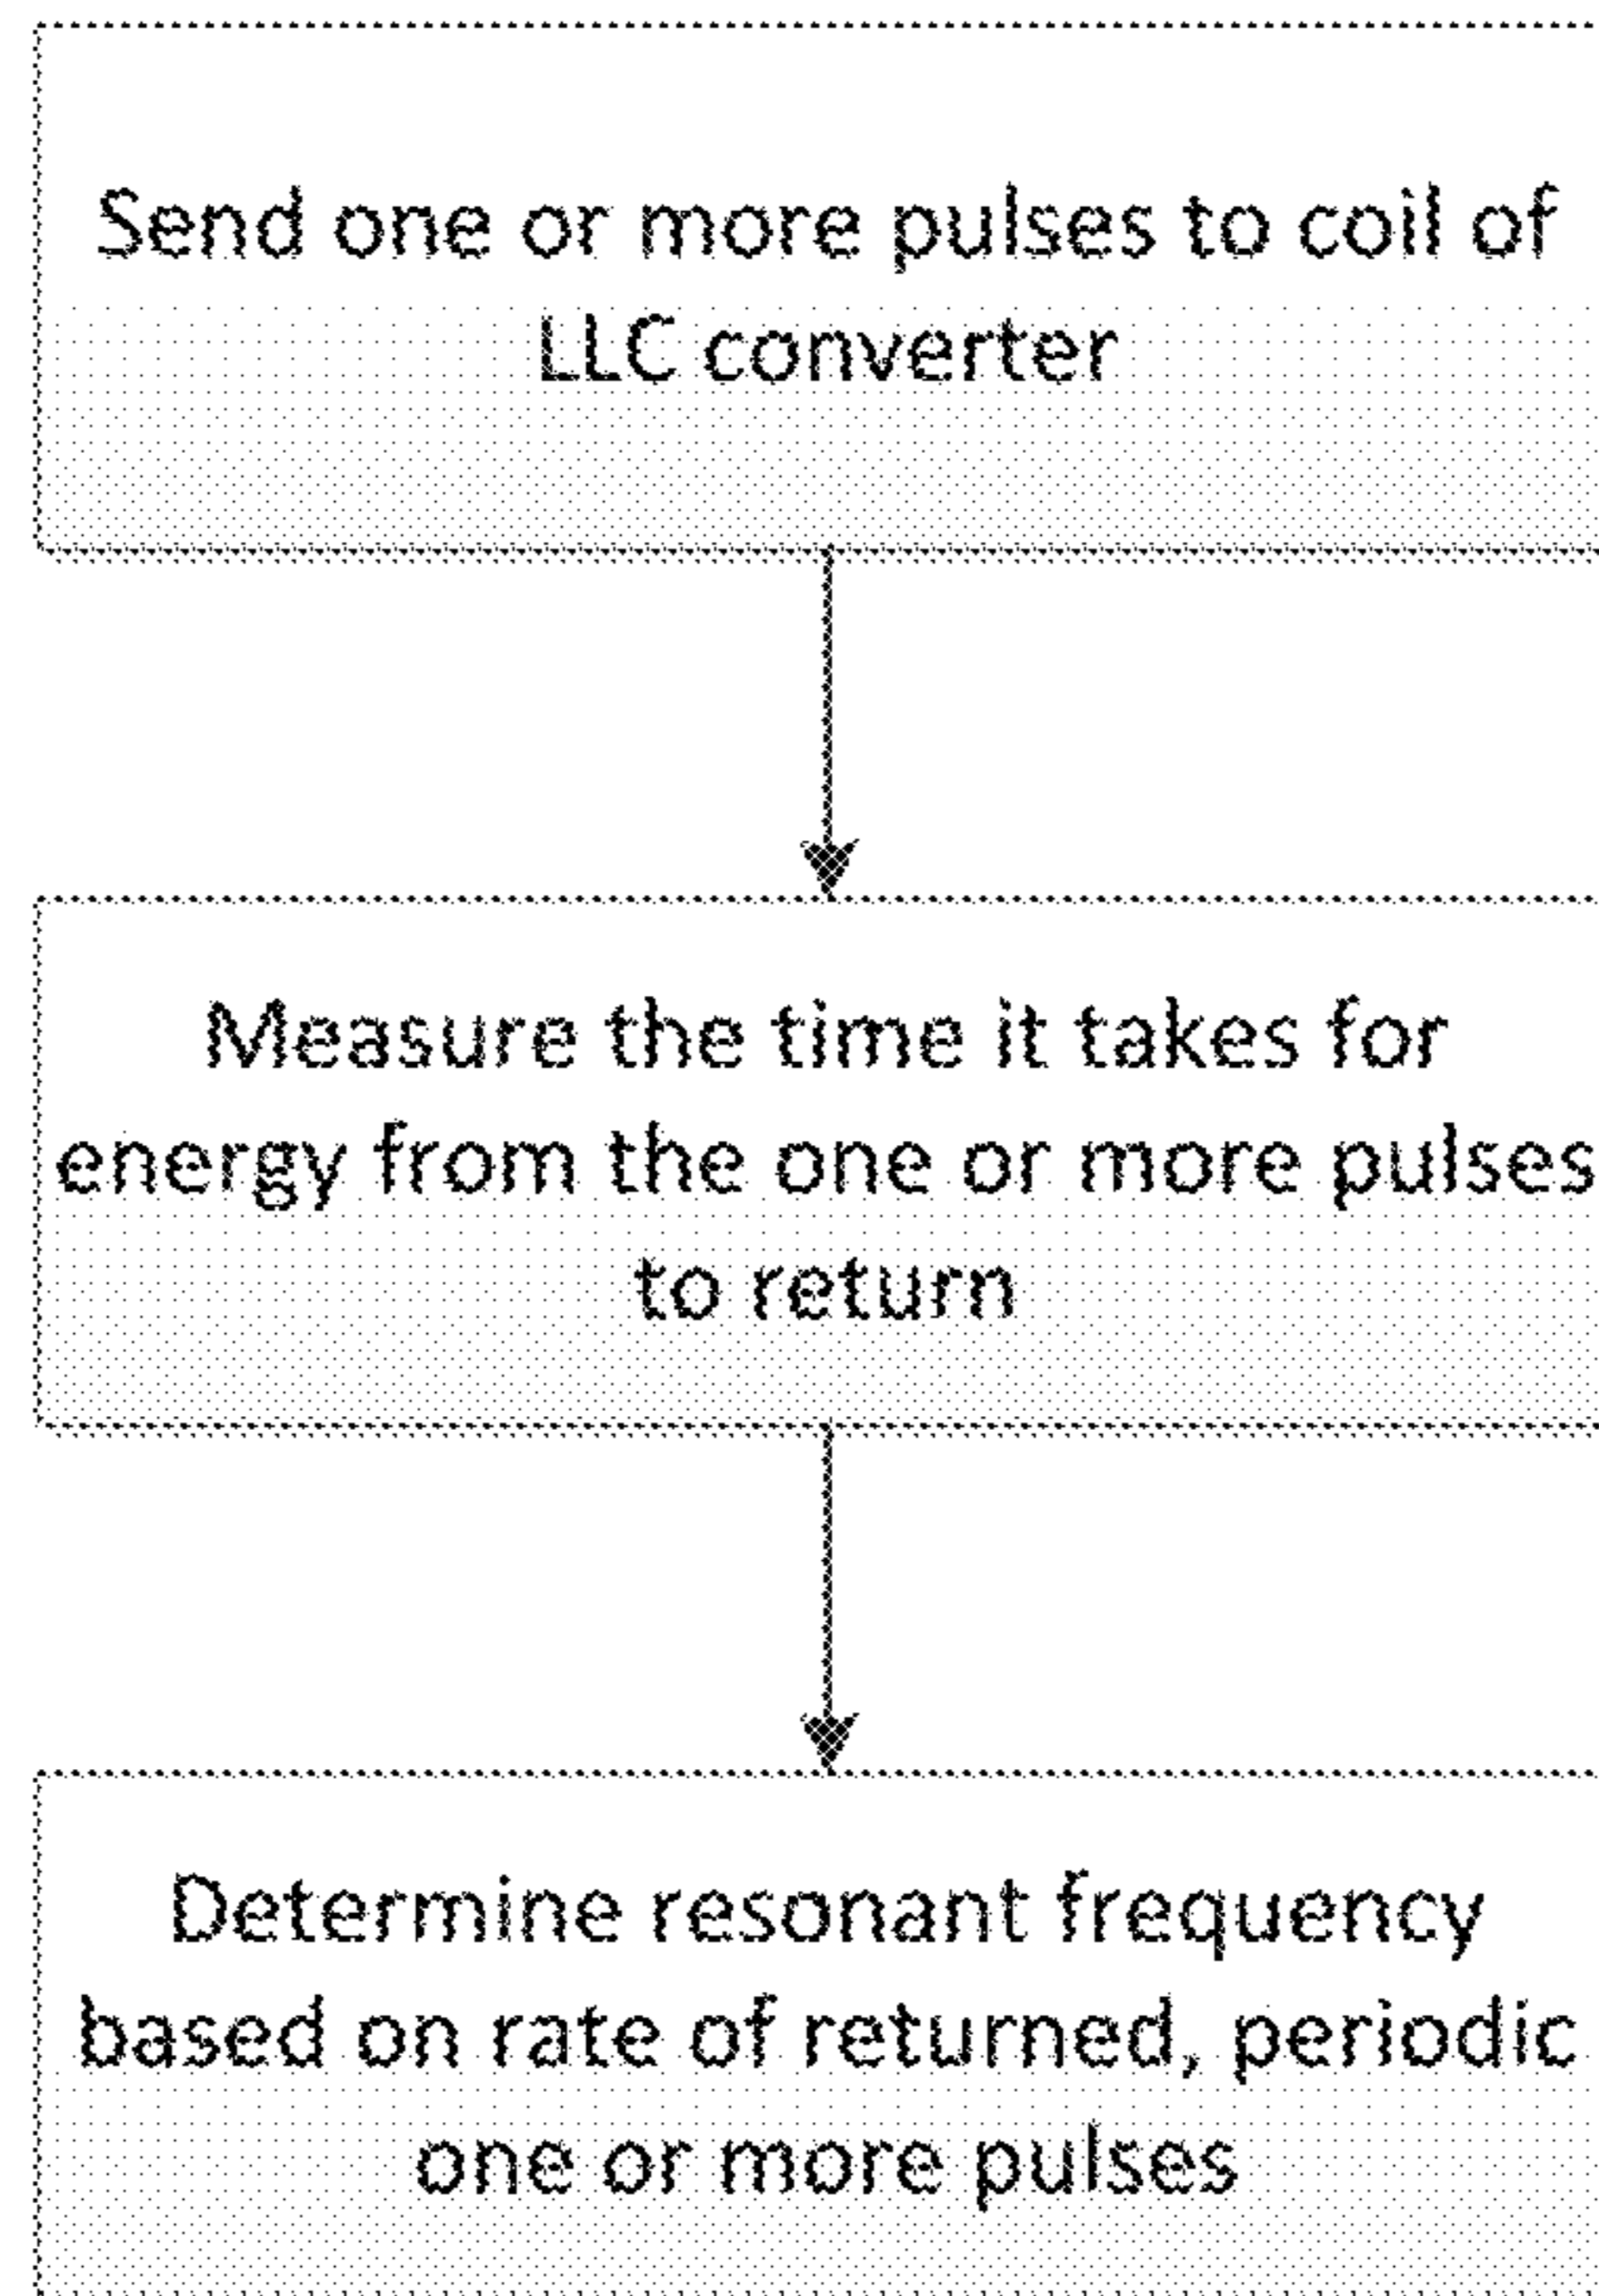 Send one or more pulses to coil of
LLC converter
Measure the time it takes for
energy from the one or more pulses
to return
Determine resonant frequency
based on rate of returned, periodic
one or more pulses